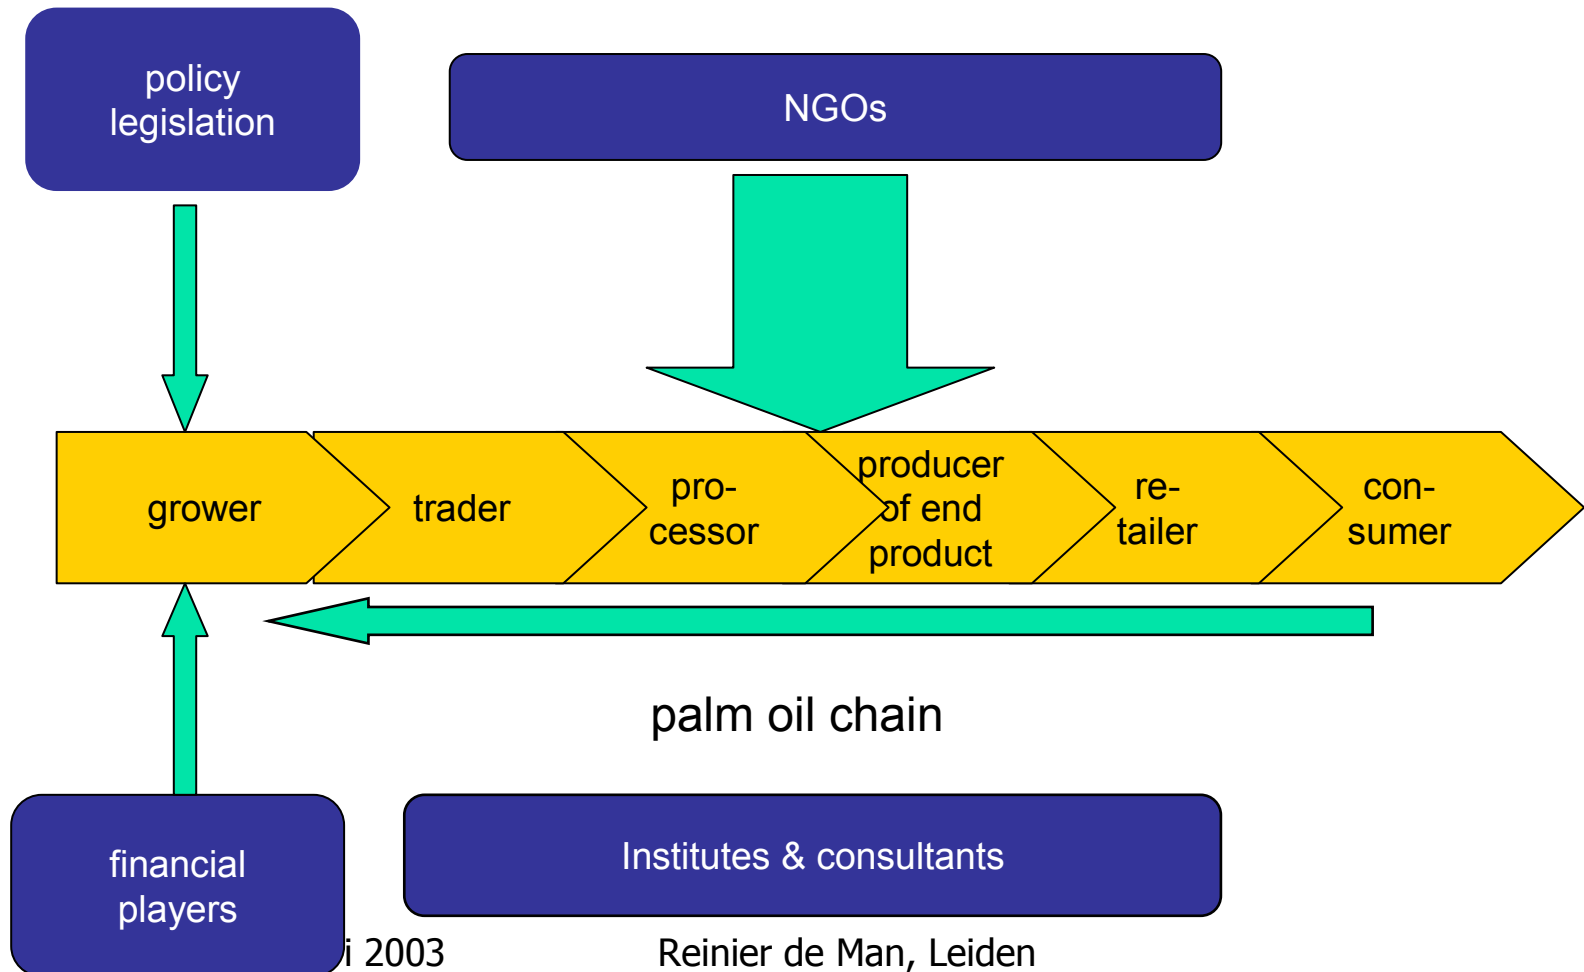 policy
legislation
NGOs
grower
trader
pro-
cessor
producer
of end
product
re-
tailer
con-
sumer
palm oil chain
financial
players
Institutes & consultants
i 2003
Reinier de Man, Leiden